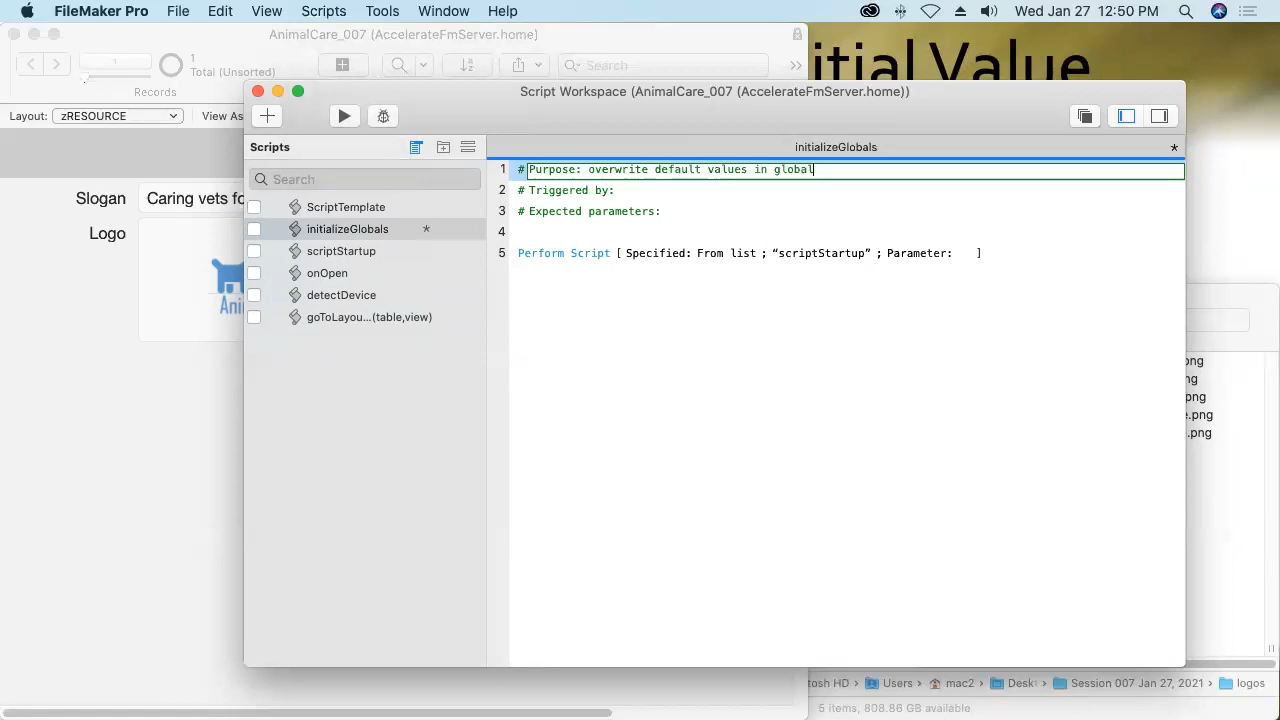 FileMaker Pro File Edit View Scripts Tools Window Help Wed Jan 27 12:50 PM
AnimalCare_007 (AccelerateFmServer.home)
itial Value
1
1
Total (Unsorted)
Search
Records
Layout: zRESOURCE View As
Slogan Caring vets fo
Logo
Ani
Script Workspace (AnimalCare_007 (AccelerateFmServer.home))
Scripts
Search
ScriptTemplate
initializeGlobals *
scriptStartup
onOpen
detectDevice
goToLayou...(table,view)
initializeGlobals *
1 # Purpose: overwrite default values in global
2 # Triggered by:
3 # Expected parameters:
4
5 Perform Script [ Specified: From list ; “scriptStartup” ; Parameter: ]
png
ng
.png
e.png
.png
tosh HD Users mac2 Deskt Session 007 Jan 27, 2021 logos
5 items, 808.86 GB available